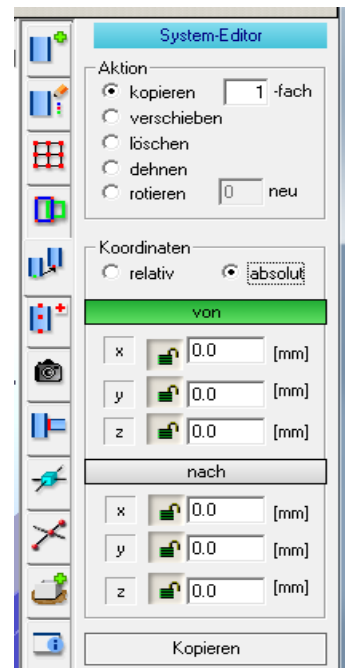 System-Editor
Aktion
kopieren 1 -fach
verschieben
löschen
dehnen
rotieren 0 neu
Koordinaten
relativ absolut
von
x 0.0 [mm]
y 0.0 [mm]
z 0.0 [mm]
nach
x 0.0 [mm]
y 0.0 [mm]
z 0.0 [mm]
Kopieren